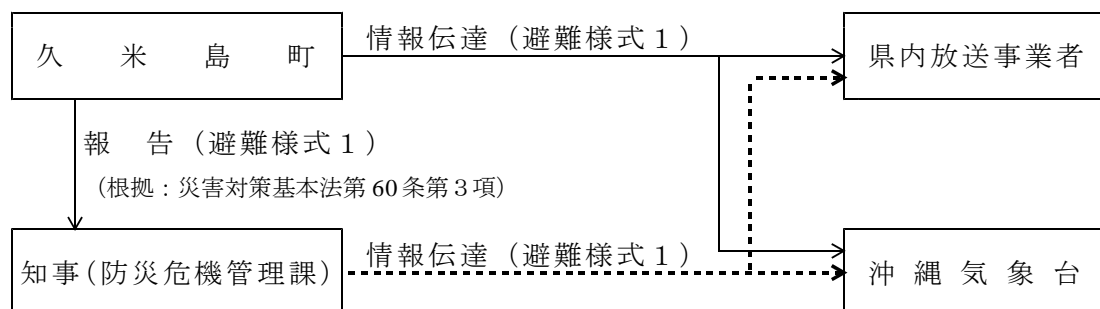 久米島町
情報伝達（避難様式１）
県内放送事業者
報　告（避難様式１）
（根拠：災害対策基本法第60条第３項）
知事（防災危機管理課）
情報伝達（避難様式１）
沖縄気象台